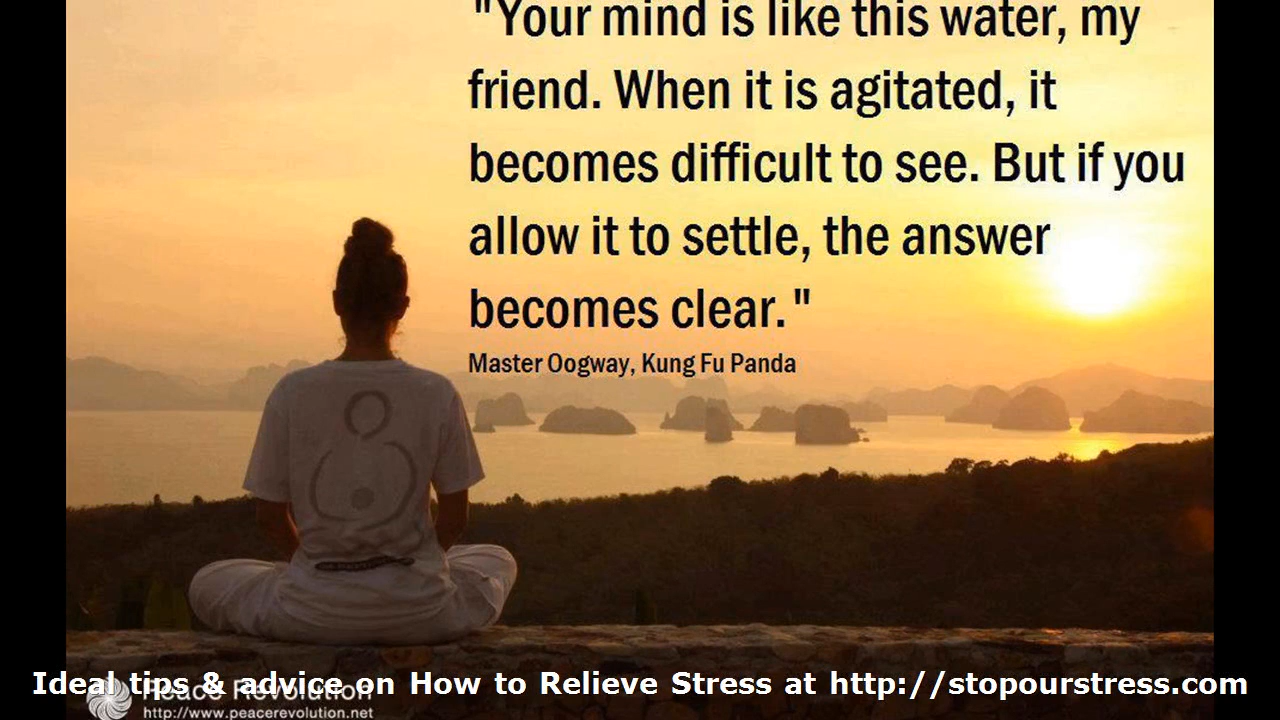 "Your mind is like this water, my
friend. When it is agitated, it
becomes difficult to see. But if you
allow it to settle, the answer
becomes clear."
Master Oogway, Kung Fu Panda
Ideal tips & advice on How to Relieve Stress at http://stopourstress.com
Peace Revolution
http://www.peacerevolution.net